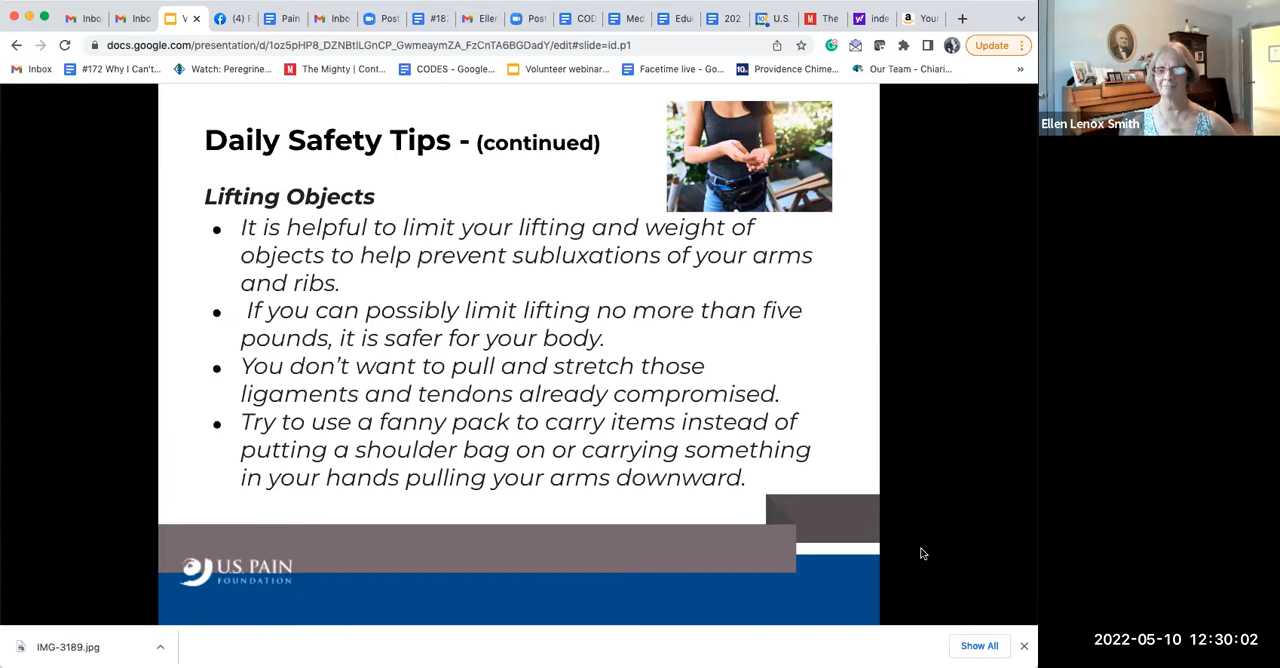 Inbo
Inbo
V
(4) F
Pain
Inbo
Post
#18
Eller
Post
COD
Med
Edu
202
U.S.
The
inde
Your
docs.google.com/presentation/d/1oz5pHP8_DZNBtlLGnCP_GwmeaymZA_FzCnTA6BGDadY/edit#slide=id.p1
Update
Inbox
#172 Why I Can't...
Watch: Peregrine...
The Mighty | Cont...
CODES - Google...
Volunteer webinar...
Facetime live - Go...
Providence Chime...
Our Team - Chiari...
»
Ellen Lenox Smith
Daily Safety Tips - (continued)
Lifting Objects
● It is helpful to limit your lifting and weight of
objects to help prevent subluxations of your arms
and ribs.
● If you can possibly limit lifting no more than five
pounds, it is safer for your body.
● You don't want to pull and stretch those
ligaments and tendons already compromised.
● Try to use a fanny pack to carry items instead of
putting a shoulder bag on or carrying something
in your hands pulling your arms downward.
U.S. PAIN
FOUNDATION
IMG-3189.jpg
Show All
2022-05-10 12:30:02